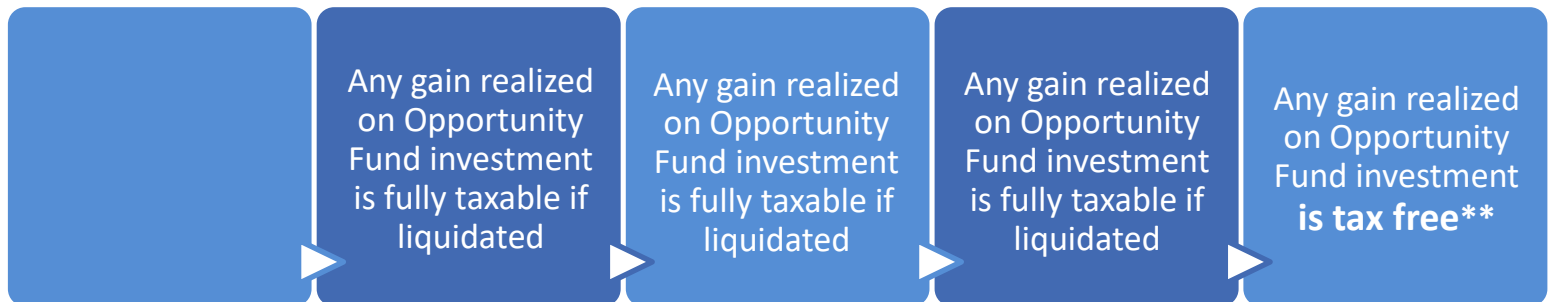 Any gain realized
on Opportunity
Fund investment
is fully taxable if
liquidated
Any gain realized
on Opportunity
Fund investment
is fully taxable if
liquidated
Any gain realized
on Opportunity
Fund investment
is fully taxable if
liquidated
Any gain realized
on Opportunity
Fund investment
is tax free**